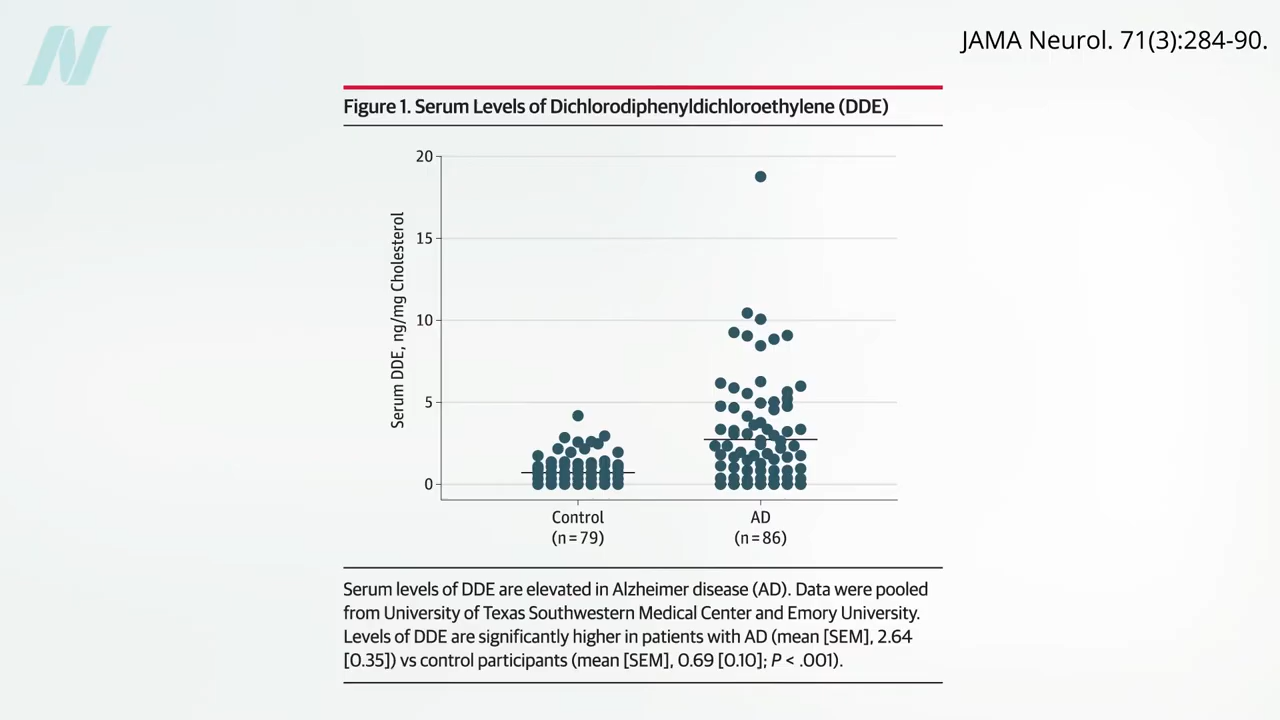 JAMA Neurol. 71(3):284-90.
Figure 1. Serum Levels of Dichlorodiphenyldichloroethylene (DDE)
Serum DDE, ng/mg Cholesterol
20
15
10
5
0
Control
(n=79)
AD
(n=86)
Serum levels of DDE are elevated in Alzheimer disease (AD). Data were pooled
from University of Texas Southwestern Medical Center and Emory University.
Levels of DDE are significantly higher in patients with AD (mean [SEM], 2.64
[0.35]) vs control participants (mean [SEM], 0.69 [0.10]; P < .001).